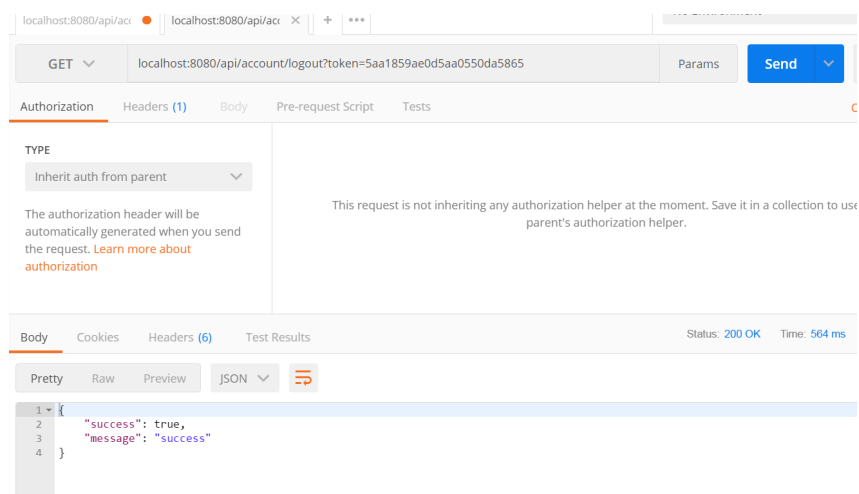 localhost:8080/api/acc localhost:8080/api/acc × + •••
GET localhost:8080/api/account/logout?token=5aa1859ae0d5aa0550da5865 Params Send
Authorization Headers (1) Body Pre-request Script Tests
TYPE
Inherit auth from parent
The authorization header will be
automatically generated when you send
the request. Learn more about
authorization
This request is not inheriting any authorization helper at the moment. Save it in a collection to use
parent's authorization helper.
Body Cookies Headers (6) Test Results Status: 200 OK Time: 564 ms
Pretty Raw Preview JSON
1 {
2 "success": true,
3 "message": "success"
4 }